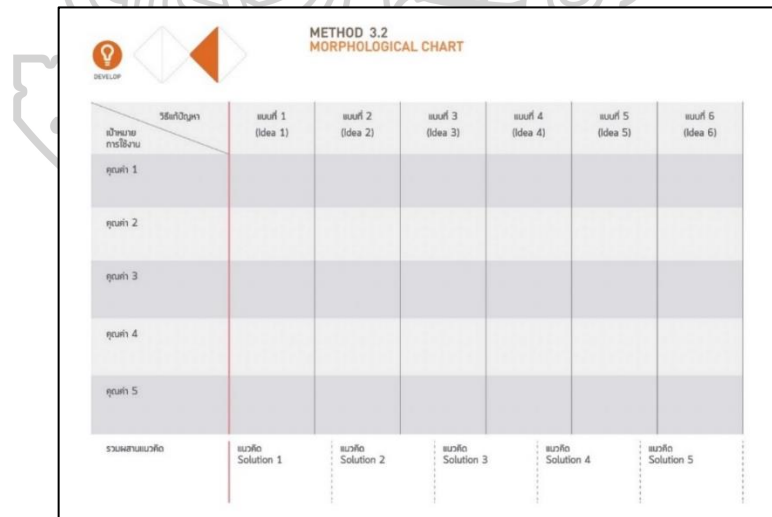 METHOD 3.2
MORPHOLOGICAL CHART
DEVELOP
วิธีแก้ปัญหา
เป้าหมาย
การใช้งาน
แบบที่ 1
(Idea 1)
แบบที่ 2
(Idea 2)
แบบที่ 3
(Idea 3)
แบบที่ 4
(Idea 4)
แบบที่ 5
(Idea 5)
แบบที่ 6
(Idea 6)
คุณค่า 1
คุณค่า 2
คุณค่า 3
คุณค่า 4
คุณค่า 5
รวมผสานแนวคิด
แนวคิด
Solution 1
แนวคิด
Solution 2
แนวคิด
Solution 3
แนวคิด
Solution 4
แนวคิด
Solution 5